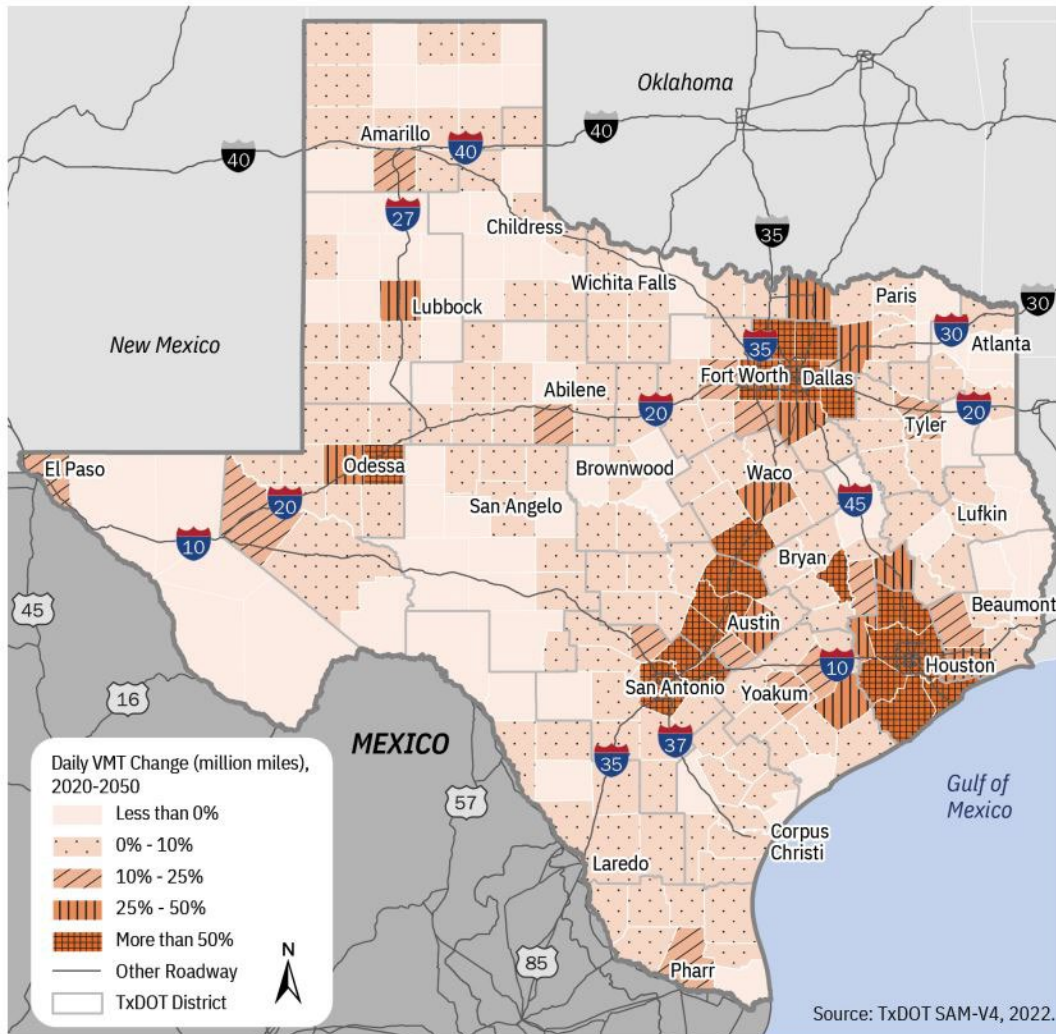 Oklahoma
Amarillo
40
40
40
27
35
Childress
Wichita Falls
Paris
30
Lubbock
New Mexico
35
30
Atlanta
Fort Worth
Dallas
Abilene
20
20
Tyler
El Paso
Odessa
Brownwood
Waco
20
San Angelo
45
Lufkin
10
Bryan
45
Beaumont
Austin
10
Houston
San Antonio
Yoakum
16
MEXICO
37
35
Gulf of
Mexico
57
Corpus
Christi
Laredo
85
Pharr
Daily VMT Change (million miles),
2020-2050
Less than 0%
0% - 10%
10% - 25%
25% - 50%
More than 50%
Other Roadway
TxDOT District
N
Source: TxDOT SAM-V4, 2022.